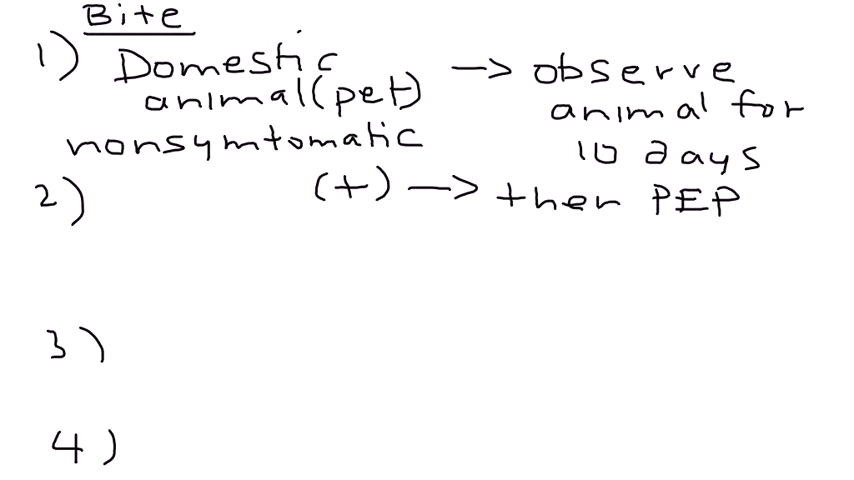 Bite
1) Domestic → observe
animal(pet) animal for
nonsymtomatic 10 days
2) (+) → then PEP
3)
4)